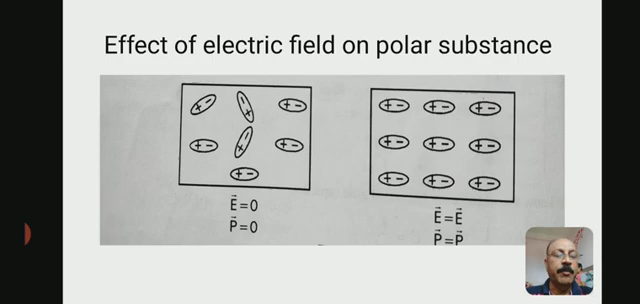 Effect of electric field on polar substance
+ - + - + -
+ - + - + -
+ -
E⃗=0
P⃗=0
+ - + - + -
+ - + - + -
+ - + - + -
E⃗=E⃗
P⃗=P⃗